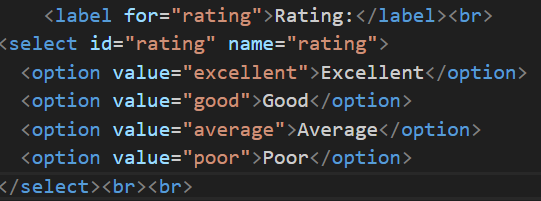 <label for="rating">Rating:</label><br>
<select id="rating" name="rating">
<option value="excellent">Excellent</option>
<option value="good">Good</option>
<option value="average">Average</option>
<option value="poor">Poor</option>
</select><br><br>